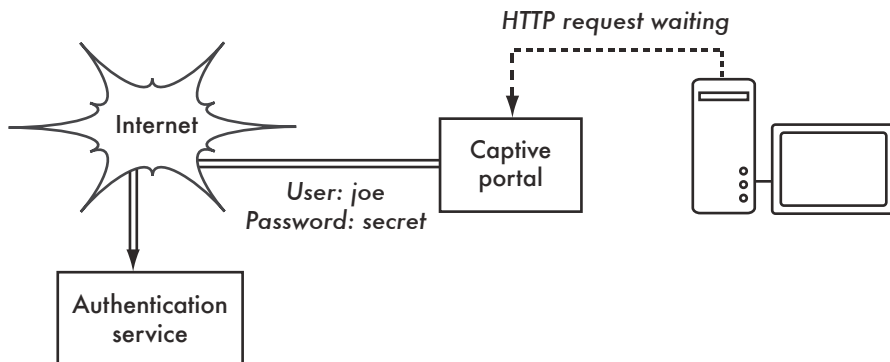 HTTP request waiting
Internet
Captive
portal
User: joe
Password: secret
Authentication
service